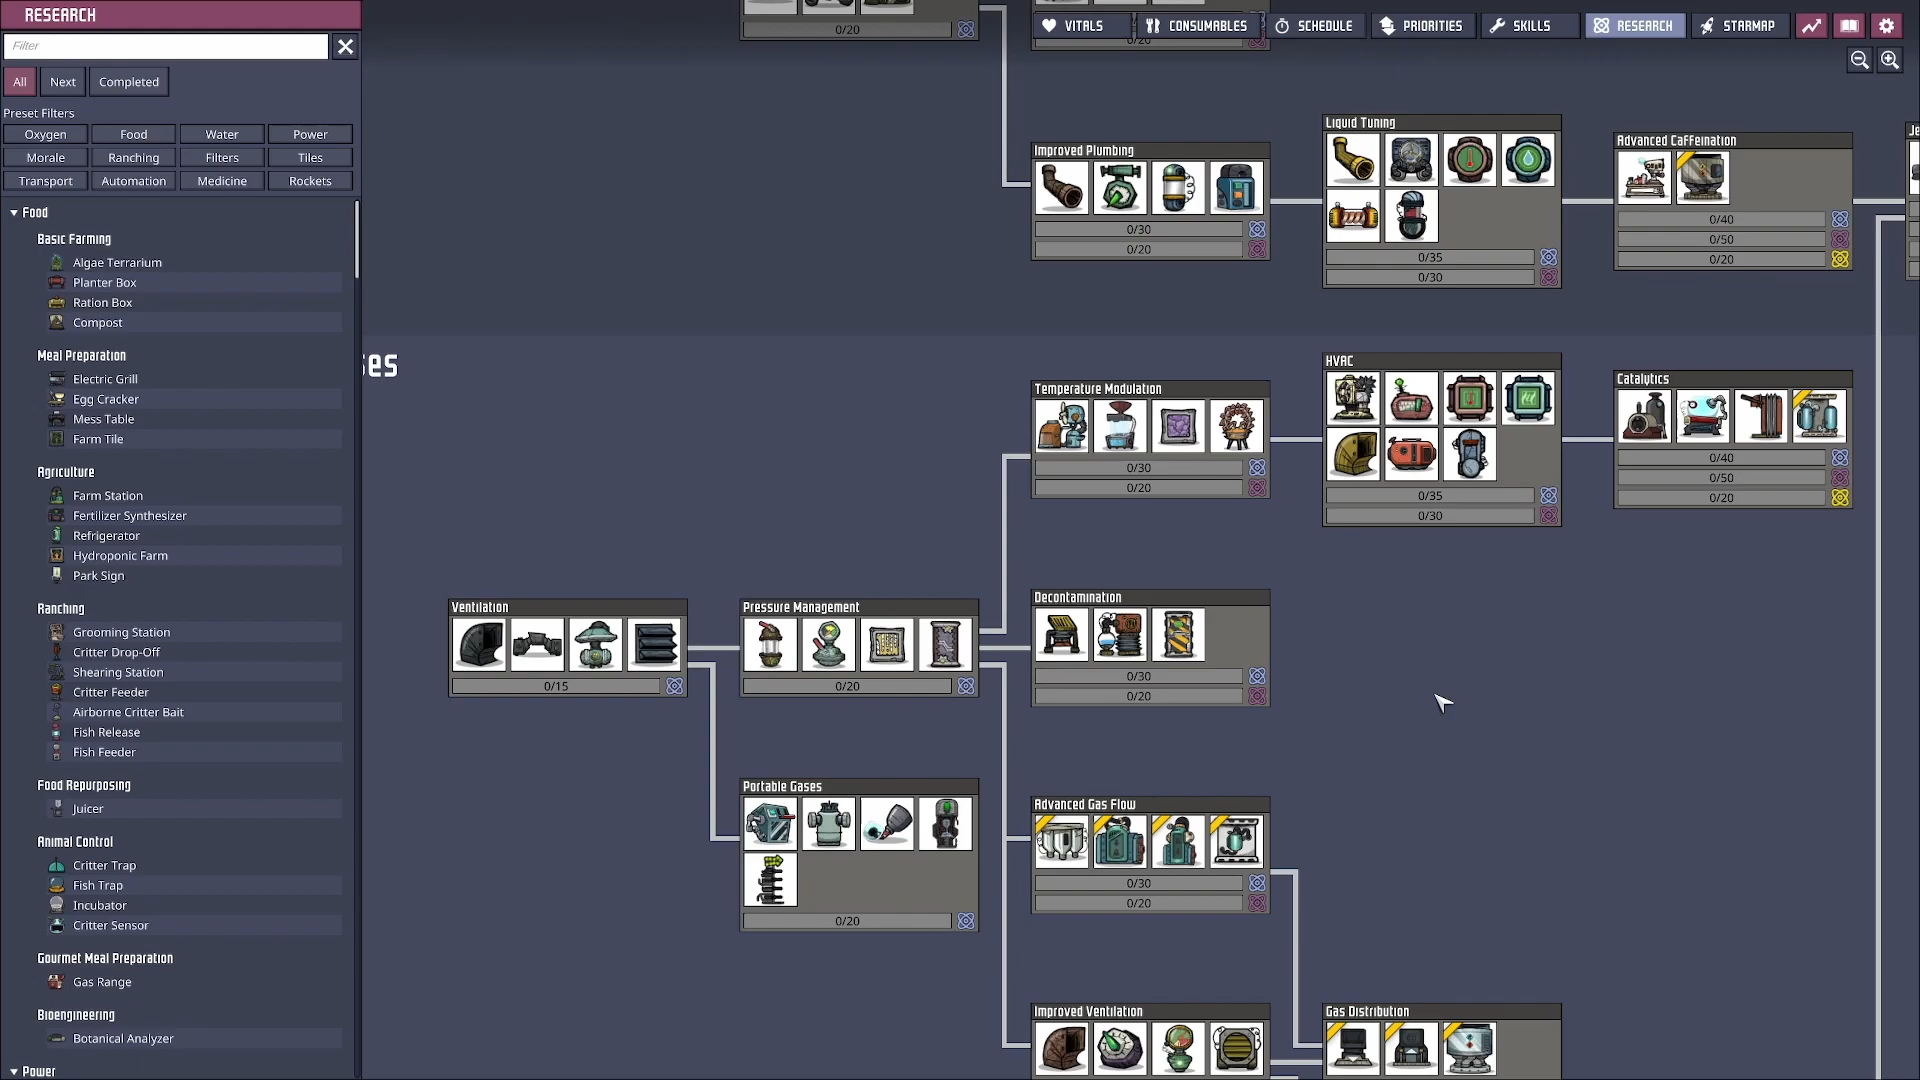 RESEARCH
Filter
All Next Completed
Preset Filters
Oxygen Food Water Power
Morale Ranching Filters Tiles
Transport Automation Medicine Rockets
Food
Basic Farming
Algae Terrarium
Planter Box
Ration Box
Compost
Meal Preparation
Electric Grill
Egg Cracker
Mess Table
Farm Tile
Agriculture
Farm Station
Fertilizer Synthesizer
Refrigerator
Hydroponic Farm
Park Sign
Ranching
Grooming Station
Critter Drop-Off
Shearing Station
Critter Feeder
Airborne Critter Bait
Fish Release
Fish Feeder
Food Repurposing
Juicer
Animal Control
Critter Trap
Fish Trap
Incubator
Critter Sensor
Gourmet Meal Preparation
Gas Range
Bioengineering
Botanical Analyzer
Power
VITALS CONSUMABLES SCHEDULE PRIORITIES SKILLS RESEARCH STARMAP
0/20
0/20
Improved Plumbing
0/30
0/20
Liquid Tuning
0/35
0/30
Advanced Caffeination
0/40
0/50
0/20
Je
ses
Temperature Modulation
0/30
0/20
HVAC
0/35
0/30
Catalytics
0/40
0/50
0/20
Ventilation
0/15
Pressure Management
0/20
Decontamination
0/30
0/20
Portable Gases
0/20
Advanced Gas Flow
0/30
0/20
Improved Ventilation
Gas Distribution